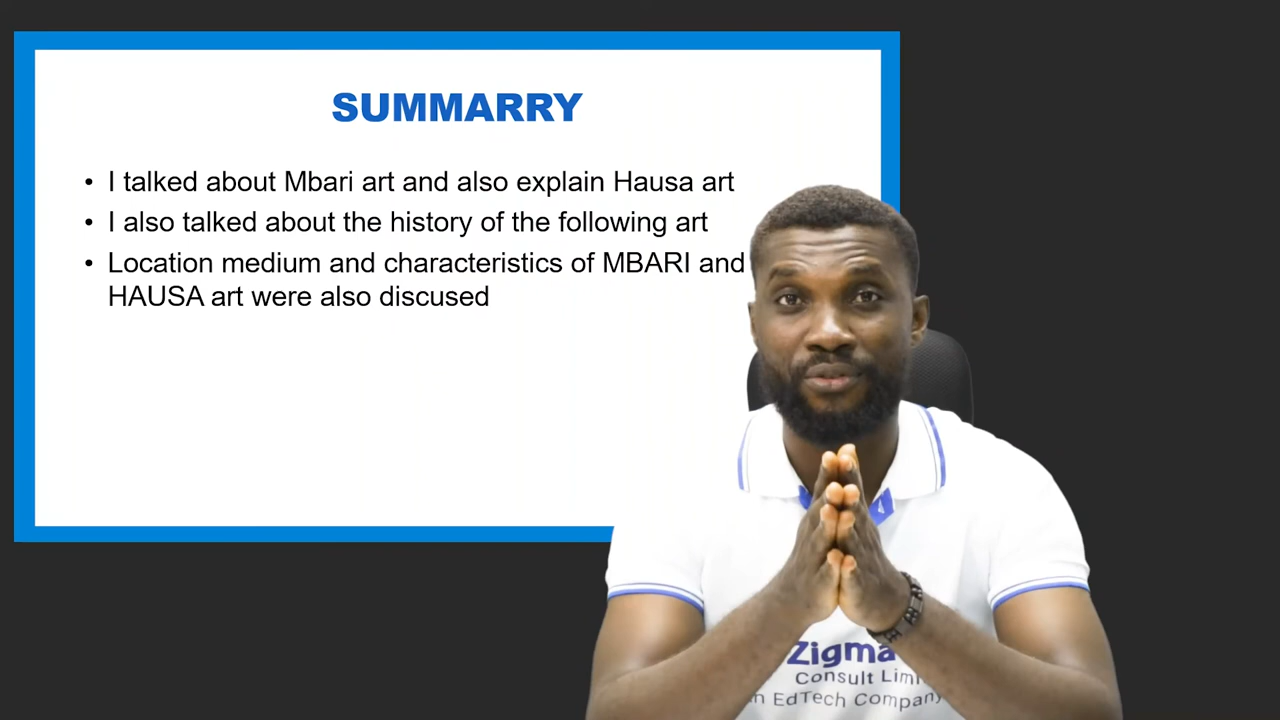 SUMMARRY
• I talked about Mbari art and also explain Hausa art
• I also talked about the history of the following art
• Location medium and characteristics of MBARI and
HAUSA art were also discused
Zigma
Consult
EdTech Company